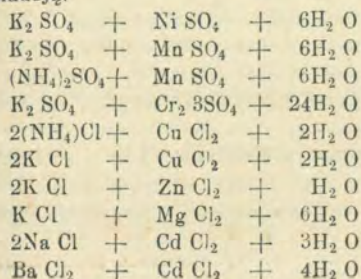 K₂ SO₄ + Ni SO₄ + 6H₂ O
K₂ SO₄ + Mn SO₄ + 6H₂ O
(NH₄)₂SO₄ + Mn SO₄ + 6H₂ O
K₂ SO₄ + Cr₂ 3SO₄ + 24H₂ O
2(NH₄)Cl + Cu Cl₂ + 2H₂ O
2K Cl + Cu Cl₂ + 2H₂ O
2K Cl + Zn Cl₂ + H₂ O
K Cl + Mg Cl₂ + 6H₂ O
2Na Cl + Cd Cl₂ + 3H₂ O
Ba Cl₂ + Cd Cl₂ + 4H₂ O